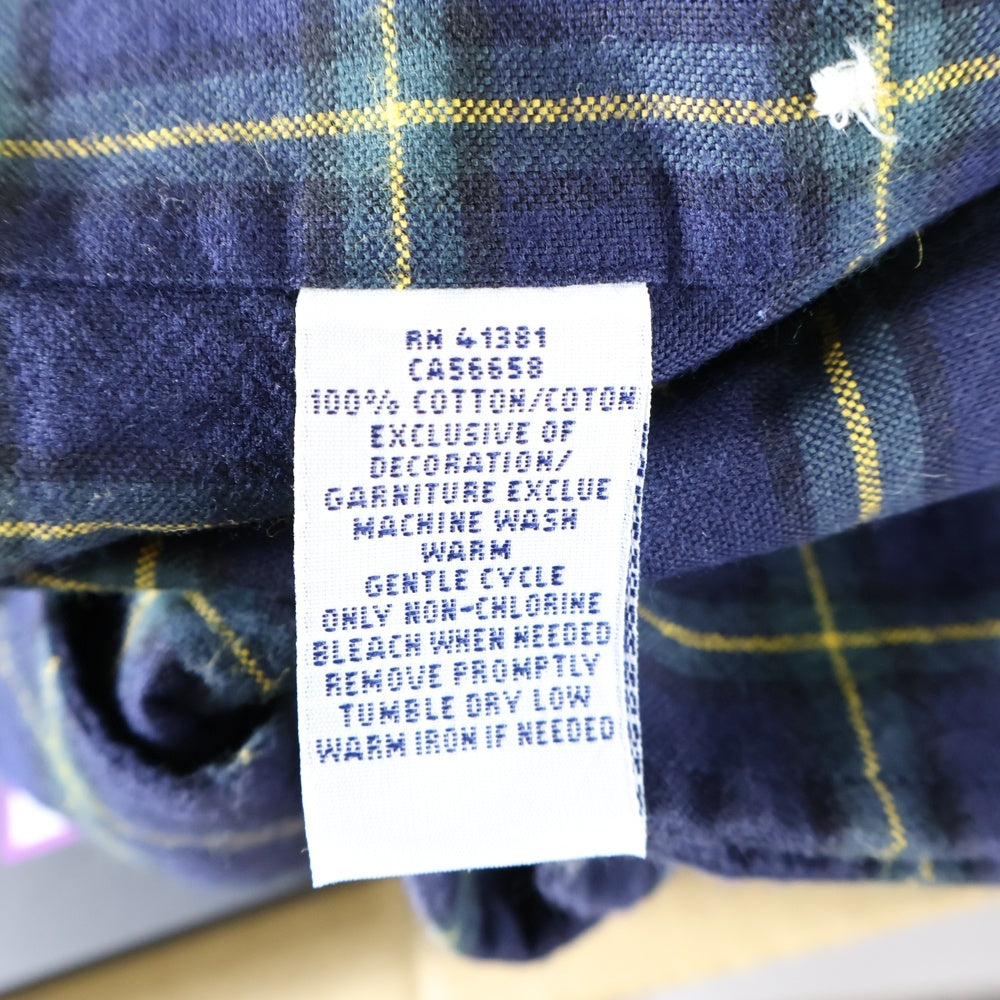 RN 41381
CA56658
100% COTTON/COTON
EXCLUSIVE OF
DECORATION/
GARNITURE EXCLUE
MACHINE WASH
WARM
GENTLE CYCLE
ONLY NON-CHLORINE
BLEACH WHEN NEEDED
REMOVE PROMPTLY
TUMBLE DRY LOW
WARM IRON IF NEEDED